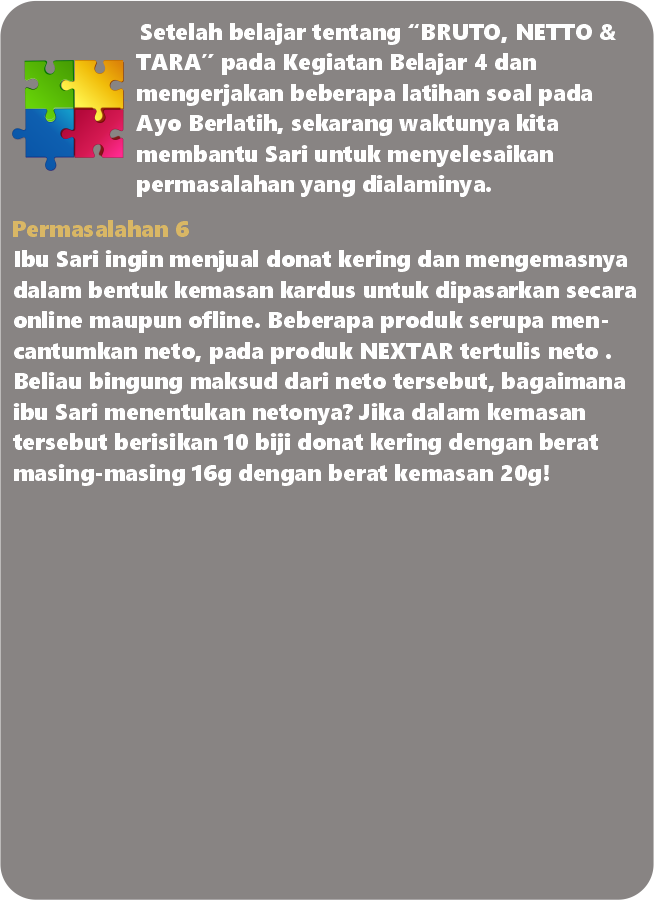 Setelah belajar tentang “BRUTO, NETTO &
TARA” pada Kegiatan Belajar 4 dan
mengerjakan beberapa latihan soal pada
Ayo Berlatih, sekarang waktunya kita
membantu Sari untuk menyelesaikan
permasalahan yang dialaminya.
Permasalahan 6
Ibu Sari ingin menjual donat kering dan mengemasnya
dalam bentuk kemasan kardus untuk dipasarkan secara
online maupun ofline. Beberapa produk serupa men-
cantumkan neto, pada produk NEXTAR tertulis neto .
Beliau bingung maksud dari neto tersebut, bagaimana
ibu Sari menentukan netonya? Jika dalam kemasan
tersebut berisikan 10 biji donat kering dengan berat
masing-masing 16g dengan berat kemasan 20g!